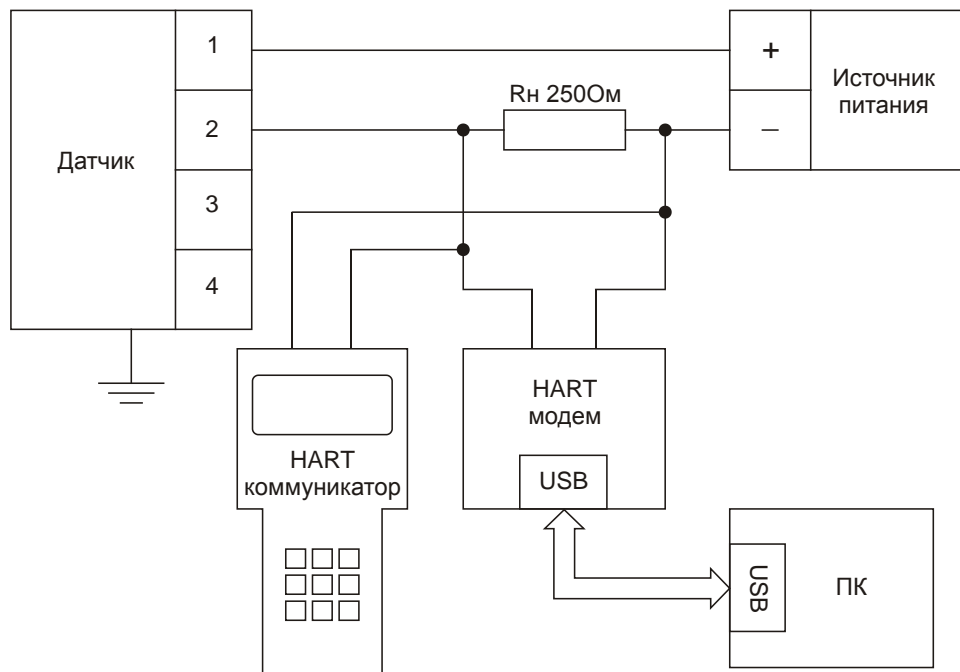 1
+
Источник
питания
Rн 250Ом
2
–
Датчик
3
4
HART
модем
HART
коммуникатор
USB
USB
ПК